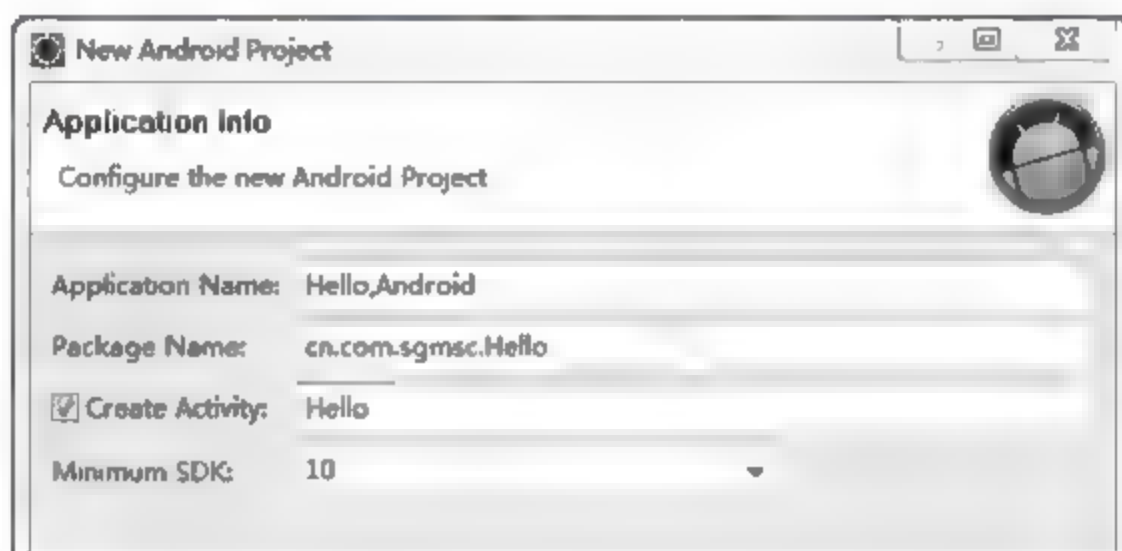 New Android Project
Application Info
Configure the new Android Project
Application Name: Hello,Android
Package Name: cn.com.sgmsc.Hello
Create Activity: Hello
Minimum SDK: 10